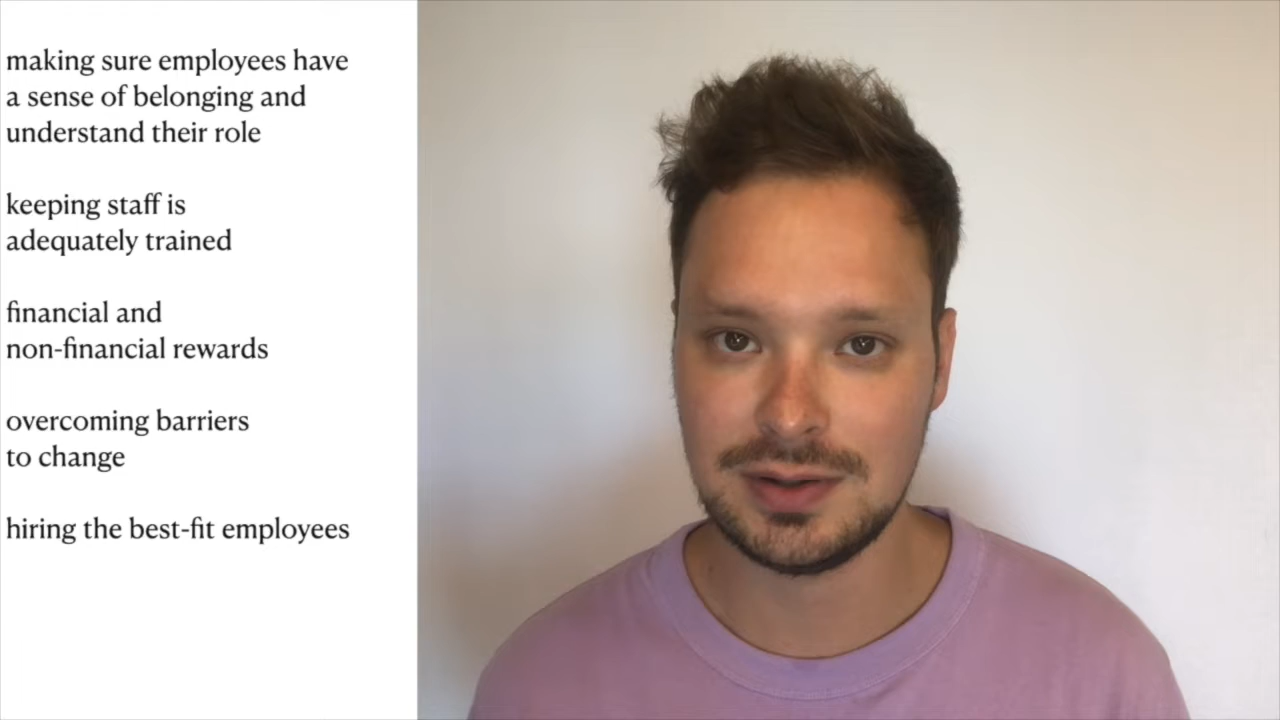 making sure employees have
a sense of belonging and
understand their role
keeping staff is
adequately trained
financial and
non-financial rewards
overcoming barriers
to change
hiring the best-fit employees